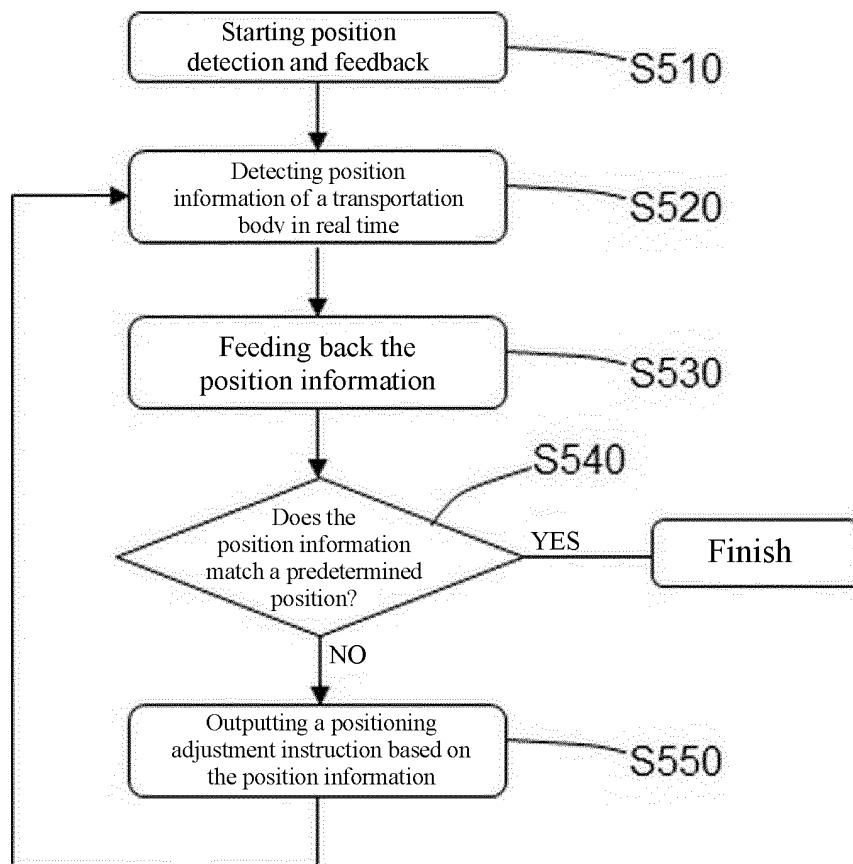 Starting position
detection and feedback
S510
Detecting position
information of a transportation
body in real time
S520
Feeding back the
position information
S530
S540
Does the
position information
match a predetermined
position?
YES
Finish
NO
Outputting a positioning
adjustment instruction based on
the position information
S550